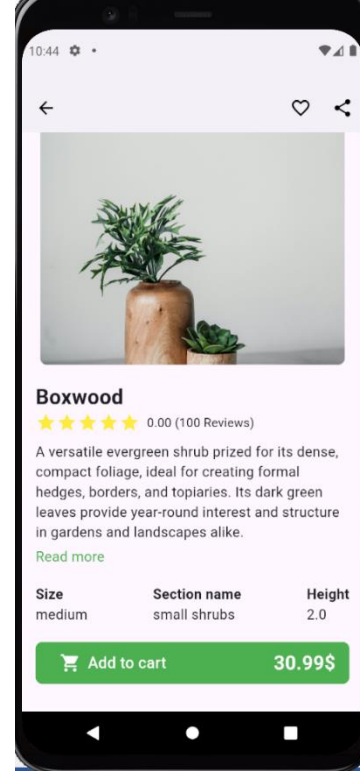 10:44
Boxwood
0.00 (100 Reviews)
A versatile evergreen shrub prized for its dense,
compact foliage, ideal for creating formal
hedges, borders, and topiaries. Its dark green
leaves provide year-round interest and structure
in gardens and landscapes alike.
Read more
Size Section name Height
medium small shrubs 2.0
Add to cart 30.99$